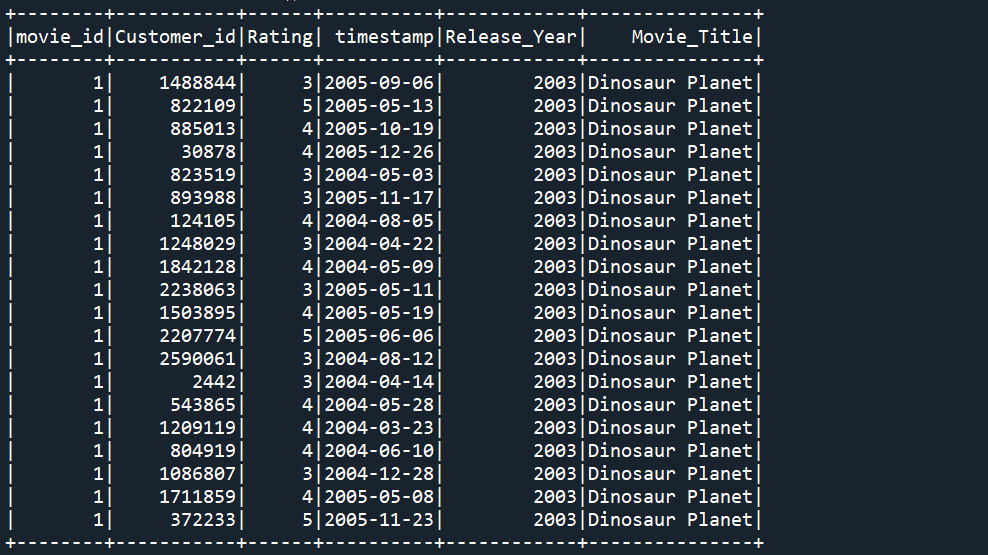 +--------+-----------+------+----------+------------+---------------+
|movie_id|Customer_id|Rating| timestamp|Release_Year|    Movie_Title|
+--------+-----------+------+----------+------------+---------------+
|       1|    1488844|     3|2005-09-06|        2003|Dinosaur Planet|
|       1|     822109|     5|2005-05-13|        2003|Dinosaur Planet|
|       1|     885013|     4|2005-10-19|        2003|Dinosaur Planet|
|       1|      30878|     4|2005-12-26|        2003|Dinosaur Planet|
|       1|     823519|     3|2004-05-03|        2003|Dinosaur Planet|
|       1|     893988|     3|2005-11-17|        2003|Dinosaur Planet|
|       1|     124105|     4|2004-08-05|        2003|Dinosaur Planet|
|       1|    1248029|     3|2004-04-22|        2003|Dinosaur Planet|
|       1|    1842128|     4|2004-05-09|        2003|Dinosaur Planet|
|       1|    2238063|     3|2005-05-11|        2003|Dinosaur Planet|
|       1|    1503895|     4|2005-05-19|        2003|Dinosaur Planet|
|       1|    2207774|     5|2005-06-06|        2003|Dinosaur Planet|
|       1|    2590061|     3|2004-08-12|        2003|Dinosaur Planet|
|       1|       2442|     3|2004-04-14|        2003|Dinosaur Planet|
|       1|     543865|     4|2004-05-28|        2003|Dinosaur Planet|
|       1|    1209119|     4|2004-03-23|        2003|Dinosaur Planet|
|       1|     804919|     4|2004-06-10|        2003|Dinosaur Planet|
|       1|    1086807|     3|2004-12-28|        2003|Dinosaur Planet|
|       1|    1711859|     4|2005-05-08|        2003|Dinosaur Planet|
|       1|     372233|     5|2005-11-23|        2003|Dinosaur Planet|
+--------+-----------+------+----------+------------+---------------+